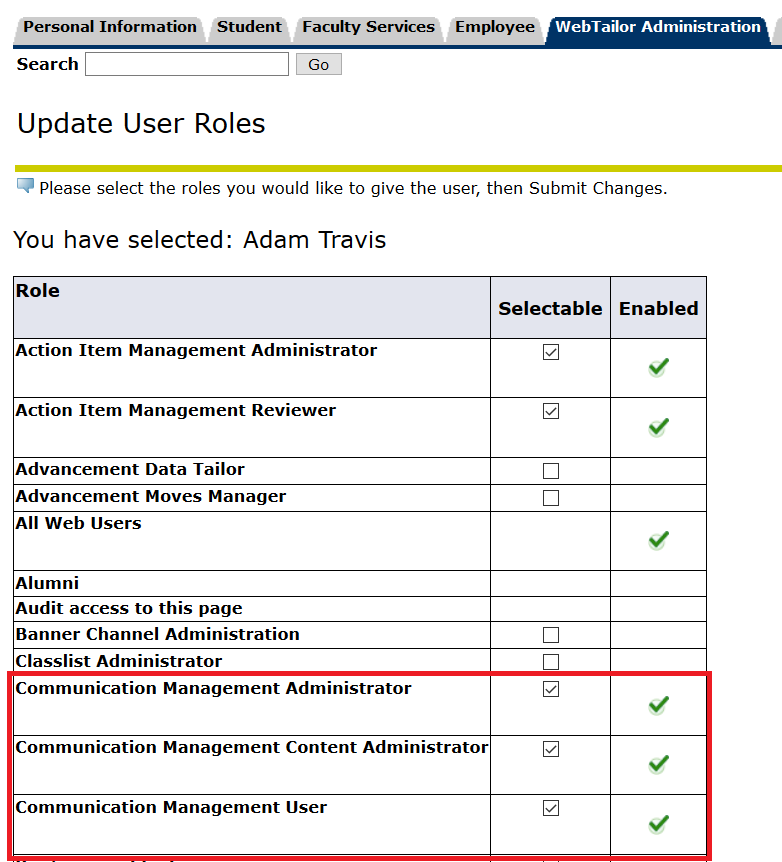 Personal Information Student Faculty Services Employee WebTailor Administration
Search Go
Update User Roles
Please select the roles you would like to give the user, then Submit Changes.
You have selected: Adam Travis
Role Selectable Enabled
Action Item Management Administrator
Action Item Management Reviewer
Advancement Data Tailor
Advancement Moves Manager
All Web Users
Alumni
Audit access to this page
Banner Channel Administration
Classlist Administrator
Communication Management Administrator
Communication Management Content Administrator
Communication Management User